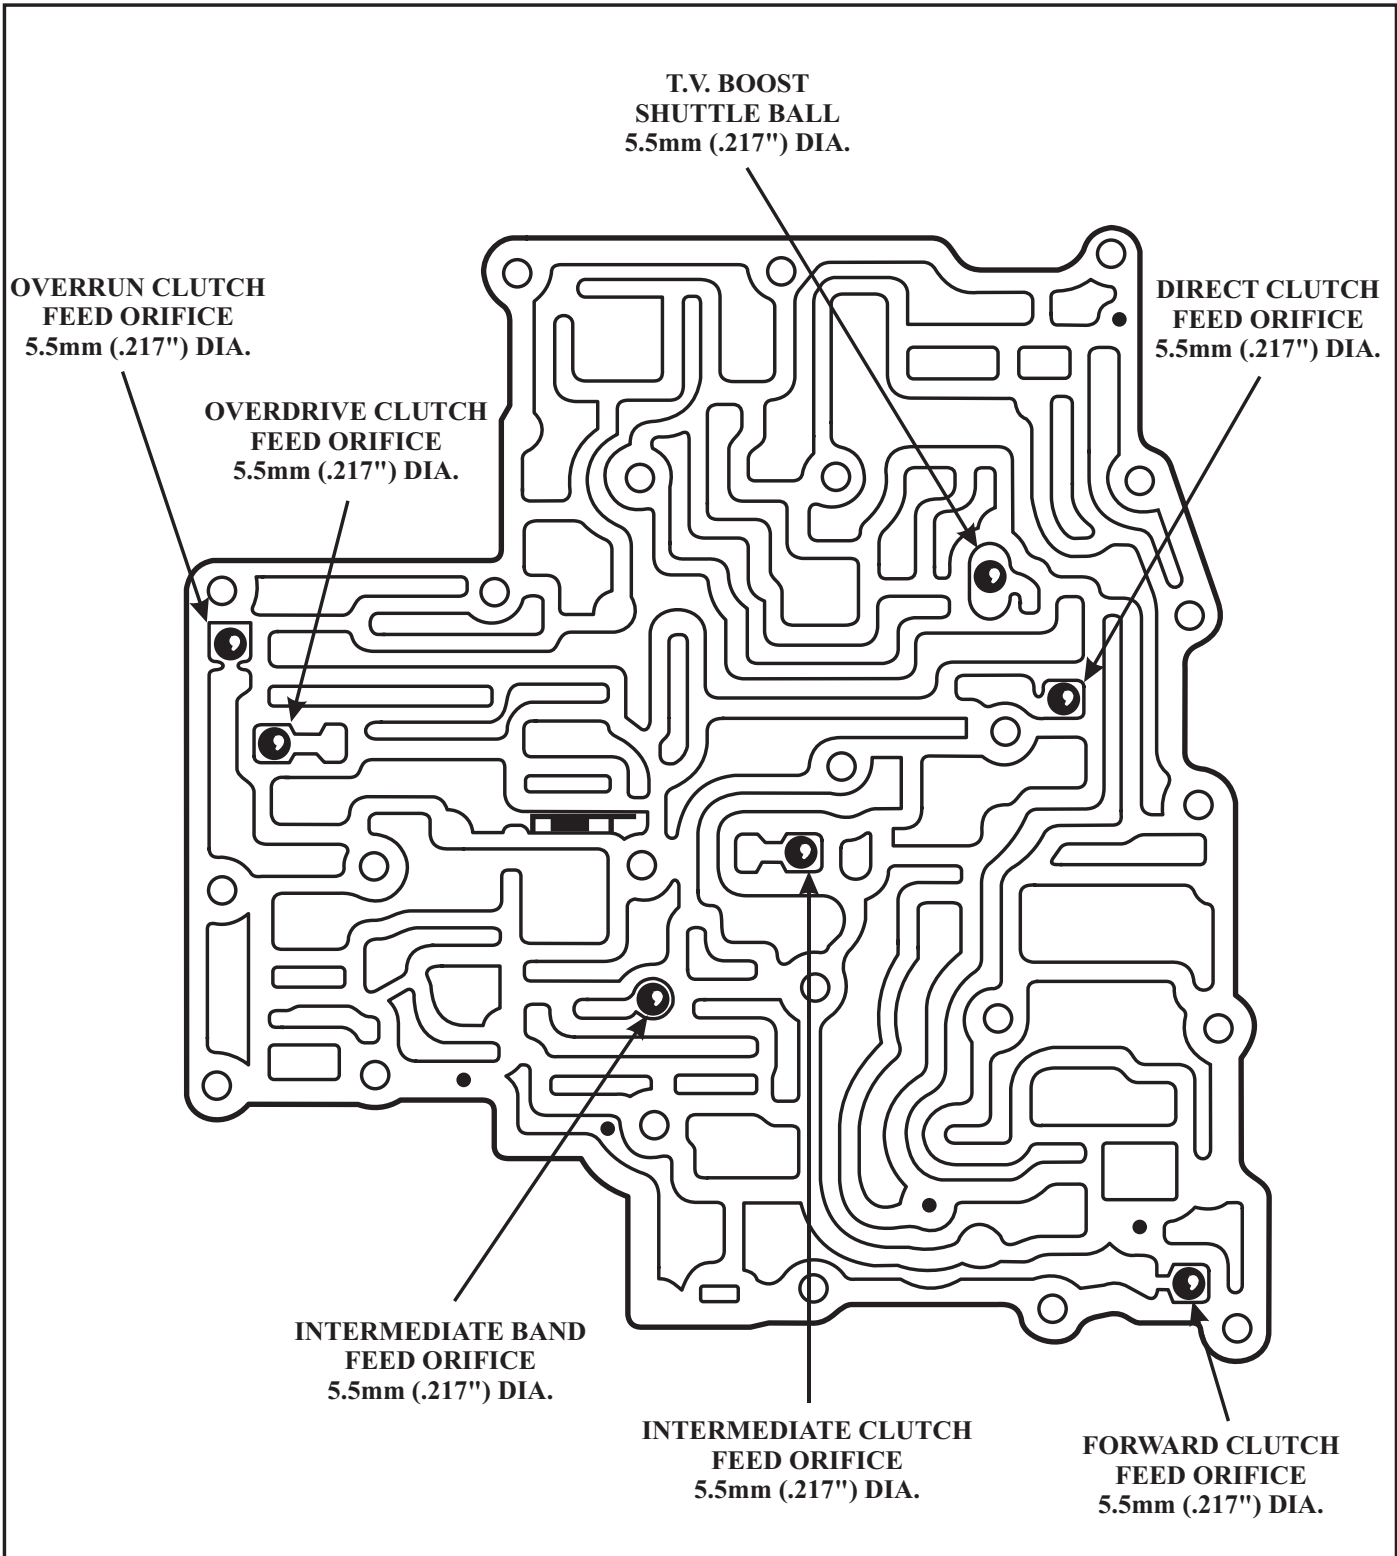 T.V. BOOST
SHUTTLE BALL
5.5mm (.217") DIA.
OVERRUN CLUTCH
FEED ORIFICE
5.5mm (.217") DIA.
DIRECT CLUTCH
FEED ORIFICE
5.5mm (.217") DIA.
OVERDRIVE CLUTCH
FEED ORIFICE
5.5mm (.217") DIA.
INTERMEDIATE BAND
FEED ORIFICE
5.5mm (.217") DIA.
INTERMEDIATE CLUTCH
FEED ORIFICE
5.5mm (.217") DIA.
FORWARD CLUTCH
FEED ORIFICE
5.5mm (.217") DIA.